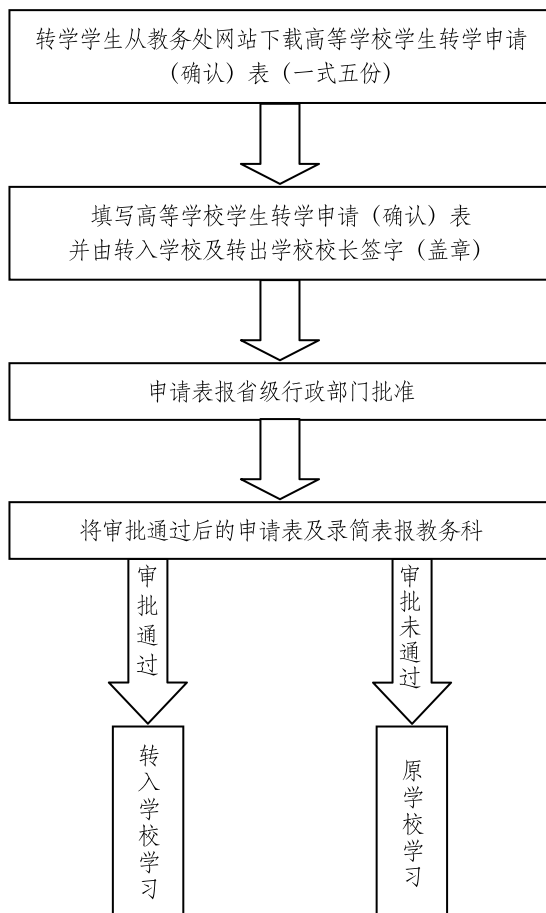 转学学生从教务处网站下载高等学校学生转学申请
（确认）表（一式五份）
填写高等学校学生转学申请（确认）表
并由转入学校及转出学校校长签字（盖章）
申请表报省级行政部门批准
将审批通过后的申请表及录简表报教务科
审批通过
审批未通过
转入学校学习
原学校学习